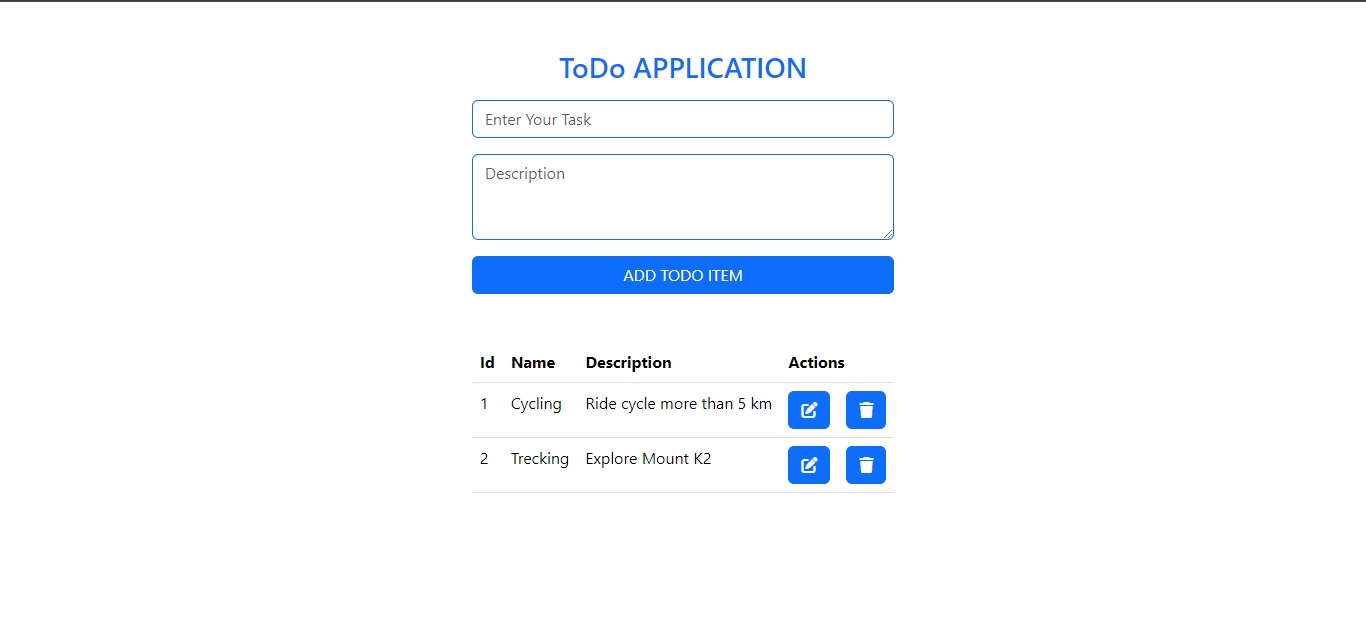 ToDo APPLICATION
Enter Your Task
Description
ADD TODO ITEM
Id Name Description Actions
1 Cycling Ride cycle more than 5 km
2 Trecking Explore Mount K2